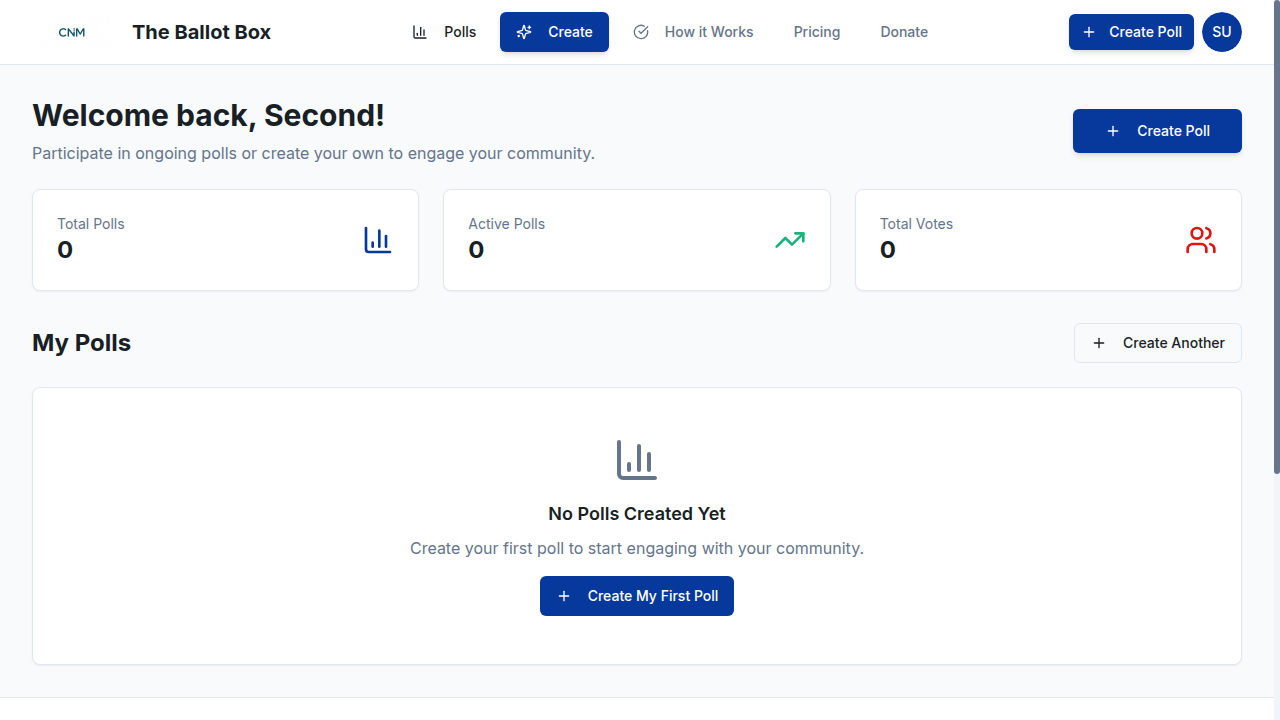 CNM
The Ballot Box
Polls
Create
How it Works
Pricing
Donate
Create Poll
SU
Welcome back, Second!
Participate in ongoing polls or create your own to engage your community.
Create Poll
Total Polls
0
Active Polls
0
Total Votes
0
My Polls
Create Another
No Polls Created Yet
Create your first poll to start engaging with your community.
Create My First Poll